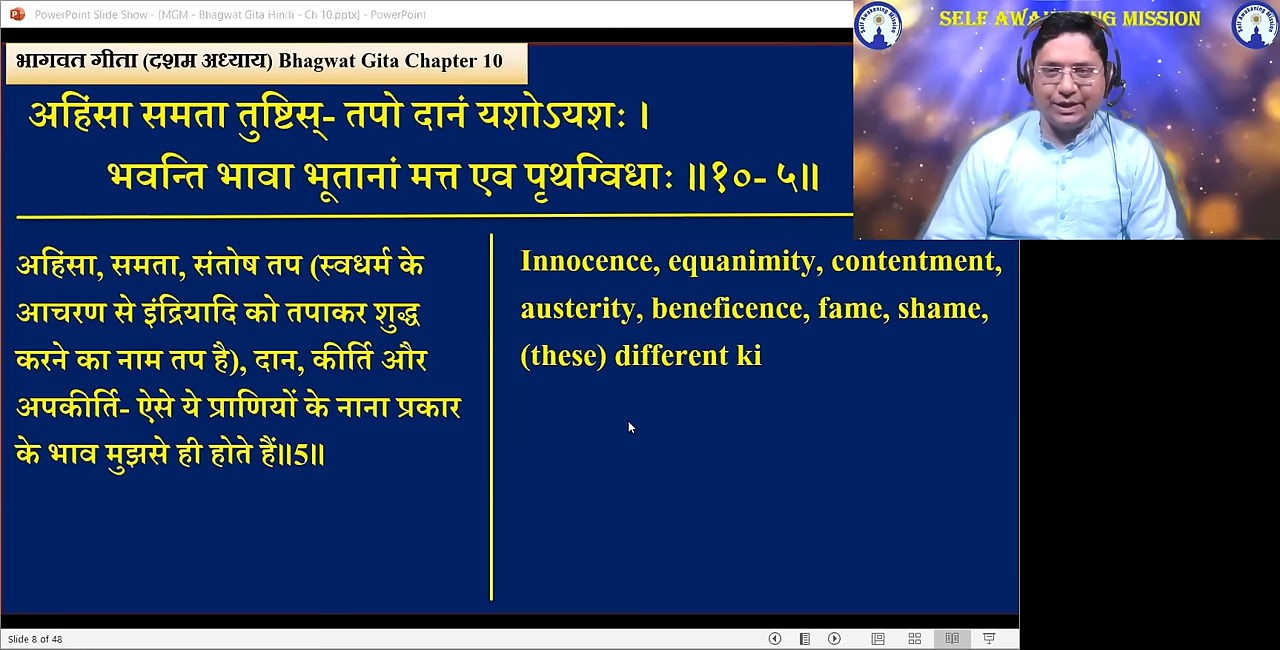 PowerPoint Slide Show - [MGM - Bhagwat Gita Hindi - Ch 10.pptx] - PowerPoint
SELF AWAKENING MISSION
भागवत गीता (दशम अध्याय) Bhagwat Gita Chapter 10
अहिंसा समता तुष्टिस्- तपो दानं यशोऽयशः ।
भवन्ति भावा भूतानां मत्त एव पृथग्विधाः ॥१०- ५॥
अहिंसा, समता, संतोष तप (स्वधर्म के
आचरण से इंद्रियादि को तपाकर शुद्ध
करने का नाम तप है), दान, कीर्ति और
अपकीर्ति- ऐसे ये प्राणियों के नाना प्रकार
के भाव मुझसे ही होते हैं॥5॥
Innocence, equanimity, contentment,
austerity, beneficence, fame, shame,
(these) different ki
Slide 8 of 48